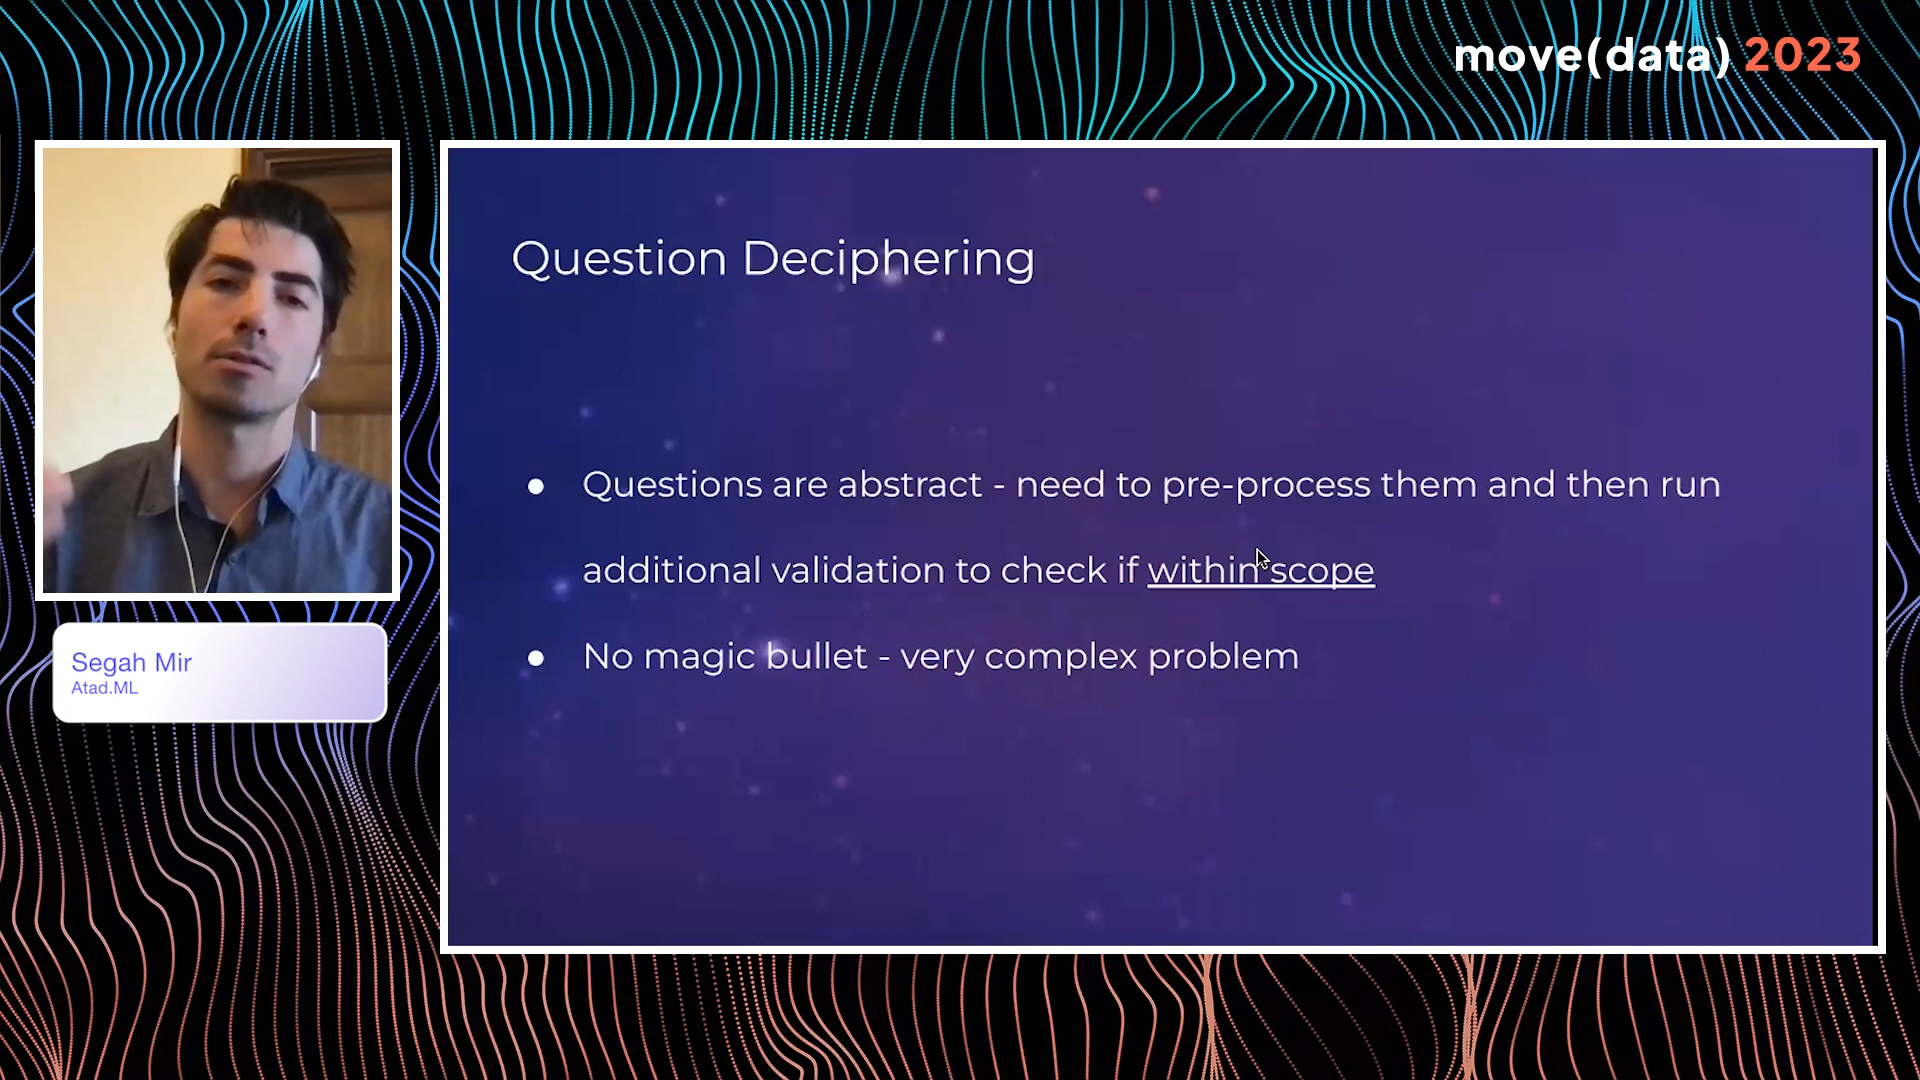 move(data) 2023
Question Deciphering
● Questions are abstract - need to pre-process them and then run
additional validation to check if within scope
● No magic bullet - very complex problem
Segah Mir
Atad.ML